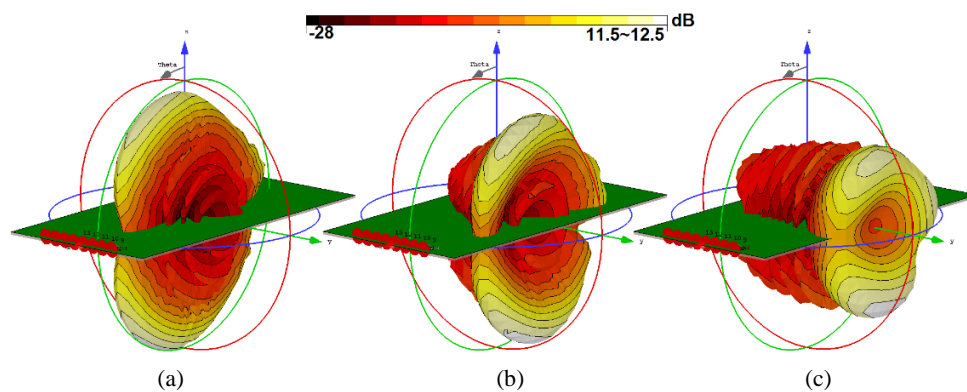 dB
-28 11.5~12.5
z z z
Theta Theta Theta
Y y y
(a) (b) (c)